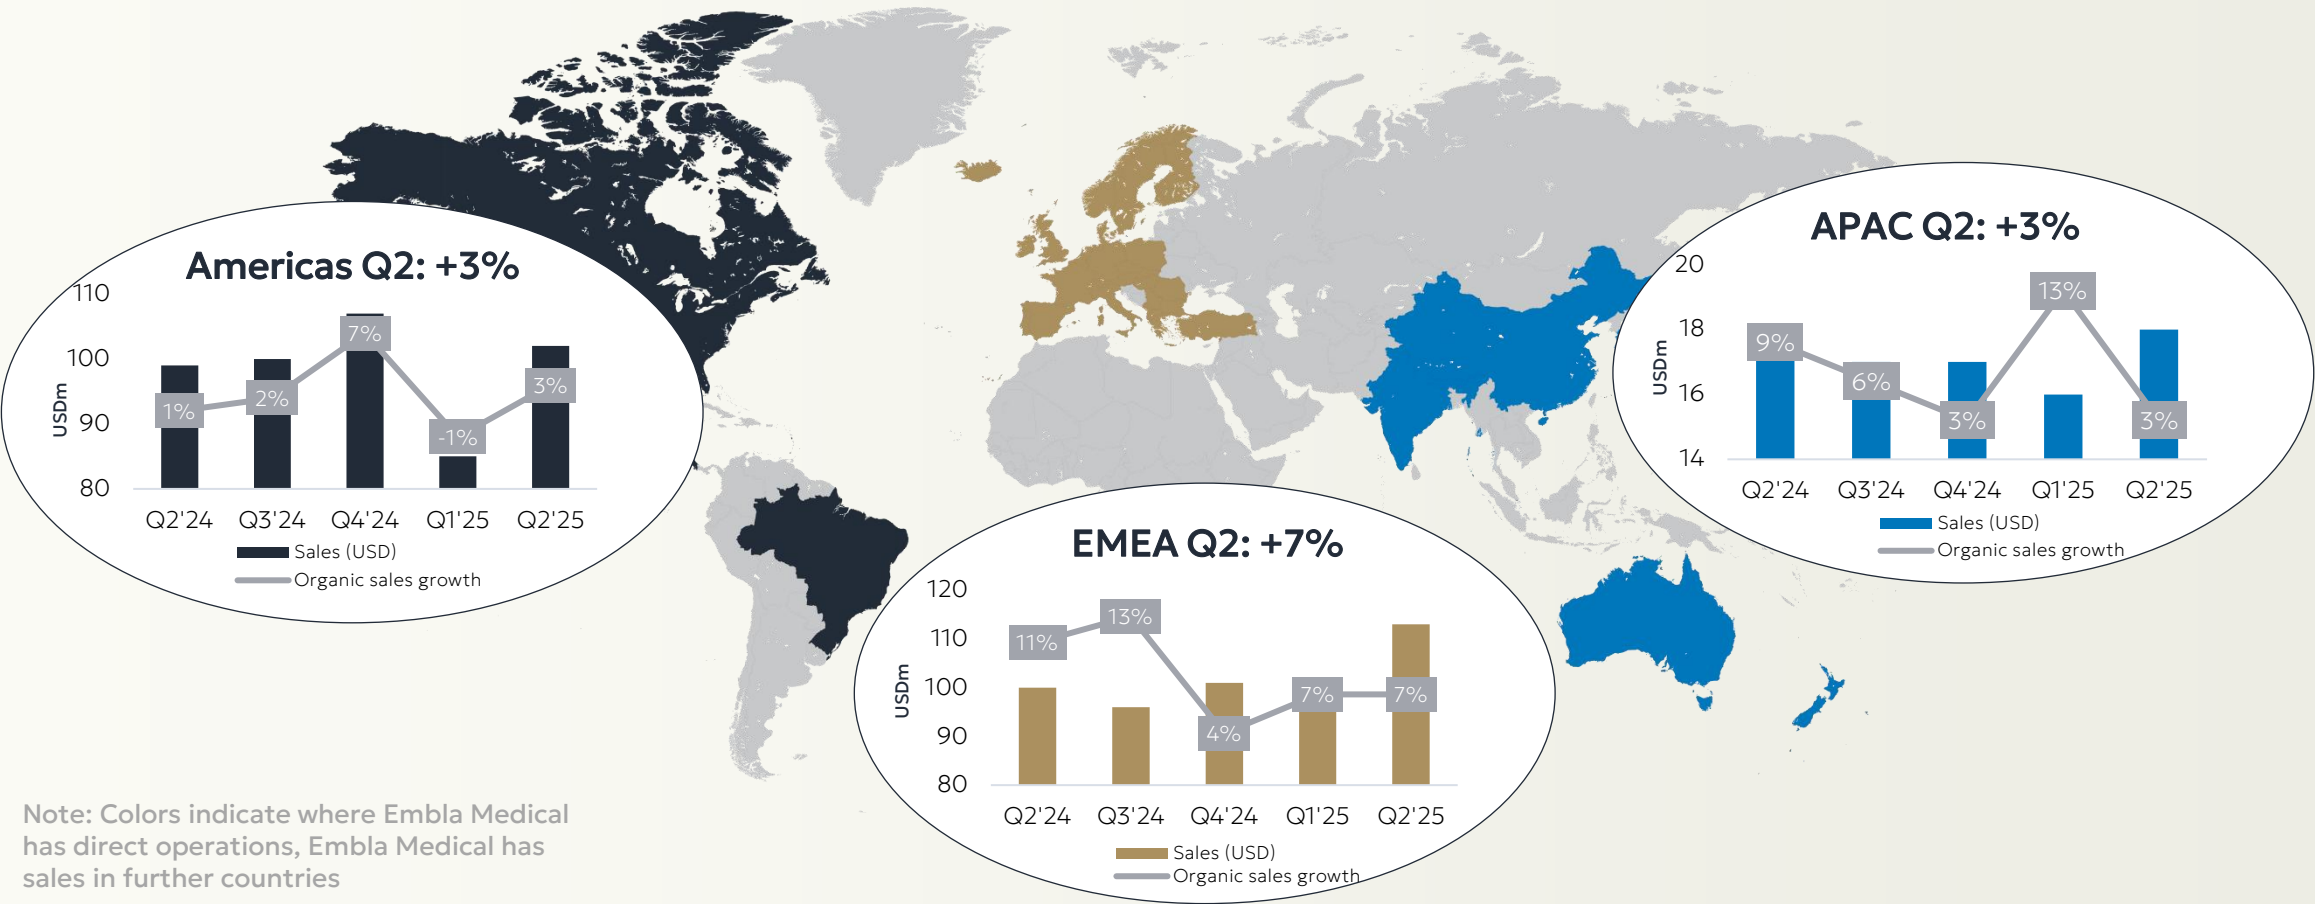 Americas Q2: +3%
110
100
90
80
USDm
1%
2%
7%
-1%
3%
Q2'24
Q3'24
Q4'24
Q1'25
Q2'25
Sales (USD)
Organic sales growth
EMEA Q2: +7%
120
110
100
90
80
USDm
11%
13%
4%
7%
7%
Q2'24
Q3'24
Q4'24
Q1'25
Q2'25
Sales (USD)
Organic sales growth
APAC Q2: +3%
20
18
16
14
USDm
9%
6%
3%
13%
3%
Q2'24
Q3'24
Q4'24
Q1'25
Q2'25
Sales (USD)
Organic sales growth
Note: Colors indicate where Embla Medical
has direct operations, Embla Medical has
sales in further countries